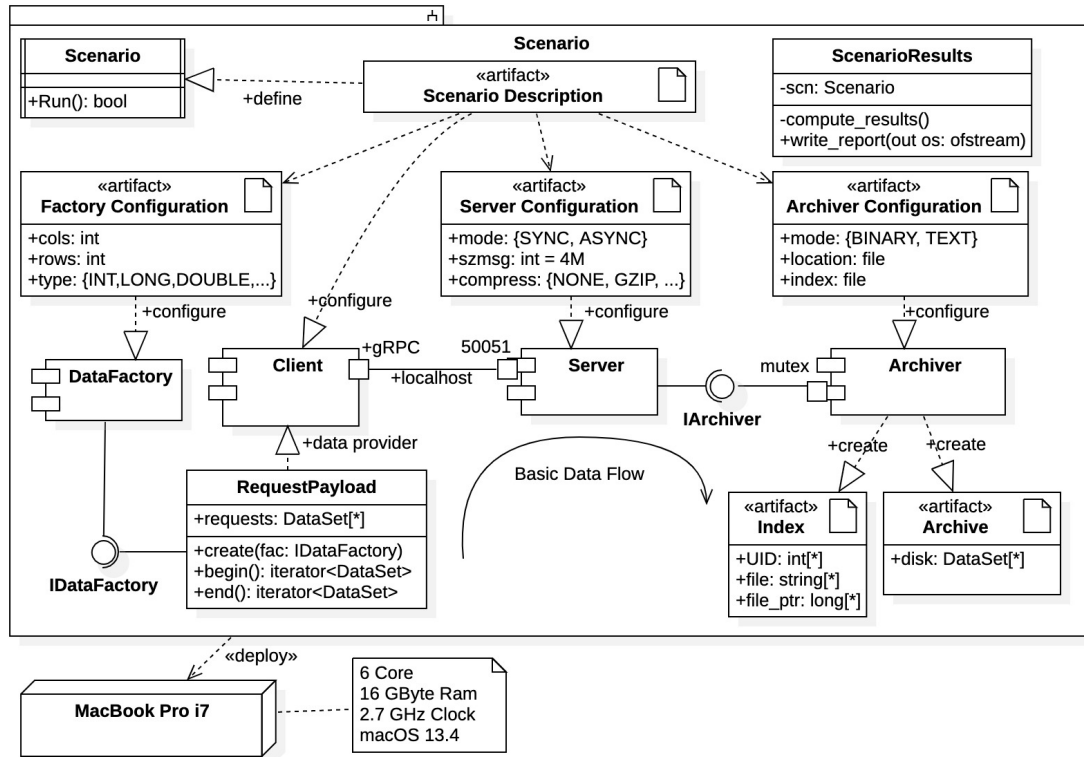 Scenario
Scenario
+Run(): bool
+define
«artifact»
Scenario Description
ScenarioResults
-scn: Scenario
-compute_results()
+write_report(out os: ofstream)
«artifact»
Factory Configuration
+cols: int
+rows: int
+type: {INT,LONG,DOUBLE,...}
«artifact»
Server Configuration
+mode: {SYNC, ASYNC}
+szmsg: int = 4M
+compress: {NONE, GZIP, ...}
«artifact»
Archiver Configuration
+mode: {BINARY, TEXT}
+location: file
+index: file
+configure
+configure
+configure
+configure
DataFactory
Client
+gRPC
+localhost
50051
Server
IArchiver
mutex
Archiver
+data provider
+create
+create
RequestPayload
+requests: DataSet[*]
+create(fac: IDataFactory)
+begin(): iterator<DataSet>
+end(): iterator<DataSet>
IDataFactory
Basic Data Flow
«artifact»
Index
+UID: int[*]
+file: string[*]
+file_ptr: long[*]
«artifact»
Archive
+disk: DataSet[*]
«deploy»
MacBook Pro i7
6 Core
16 GByte Ram
2.7 GHz Clock
macOS 13.4